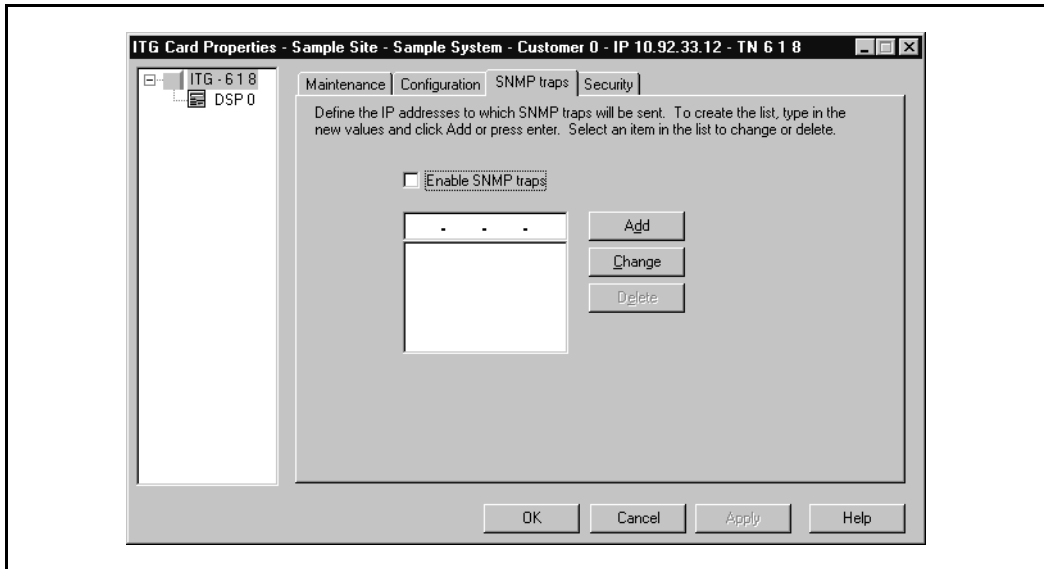 ITG Card Properties - Sample Site - Sample System - Customer 0 - IP 10.92.33.12 - TN 6 1 8
ITG - 6 1 8
DSP 0
Maintenance Configuration SNMP traps Security
Define the IP addresses to which SNMP traps will be sent. To create the list, type in the
new values and click Add or press enter. Select an item in the list to change or delete.
Enable SNMP traps
. . .
Add
Change
Delete
OK Cancel Apply Help